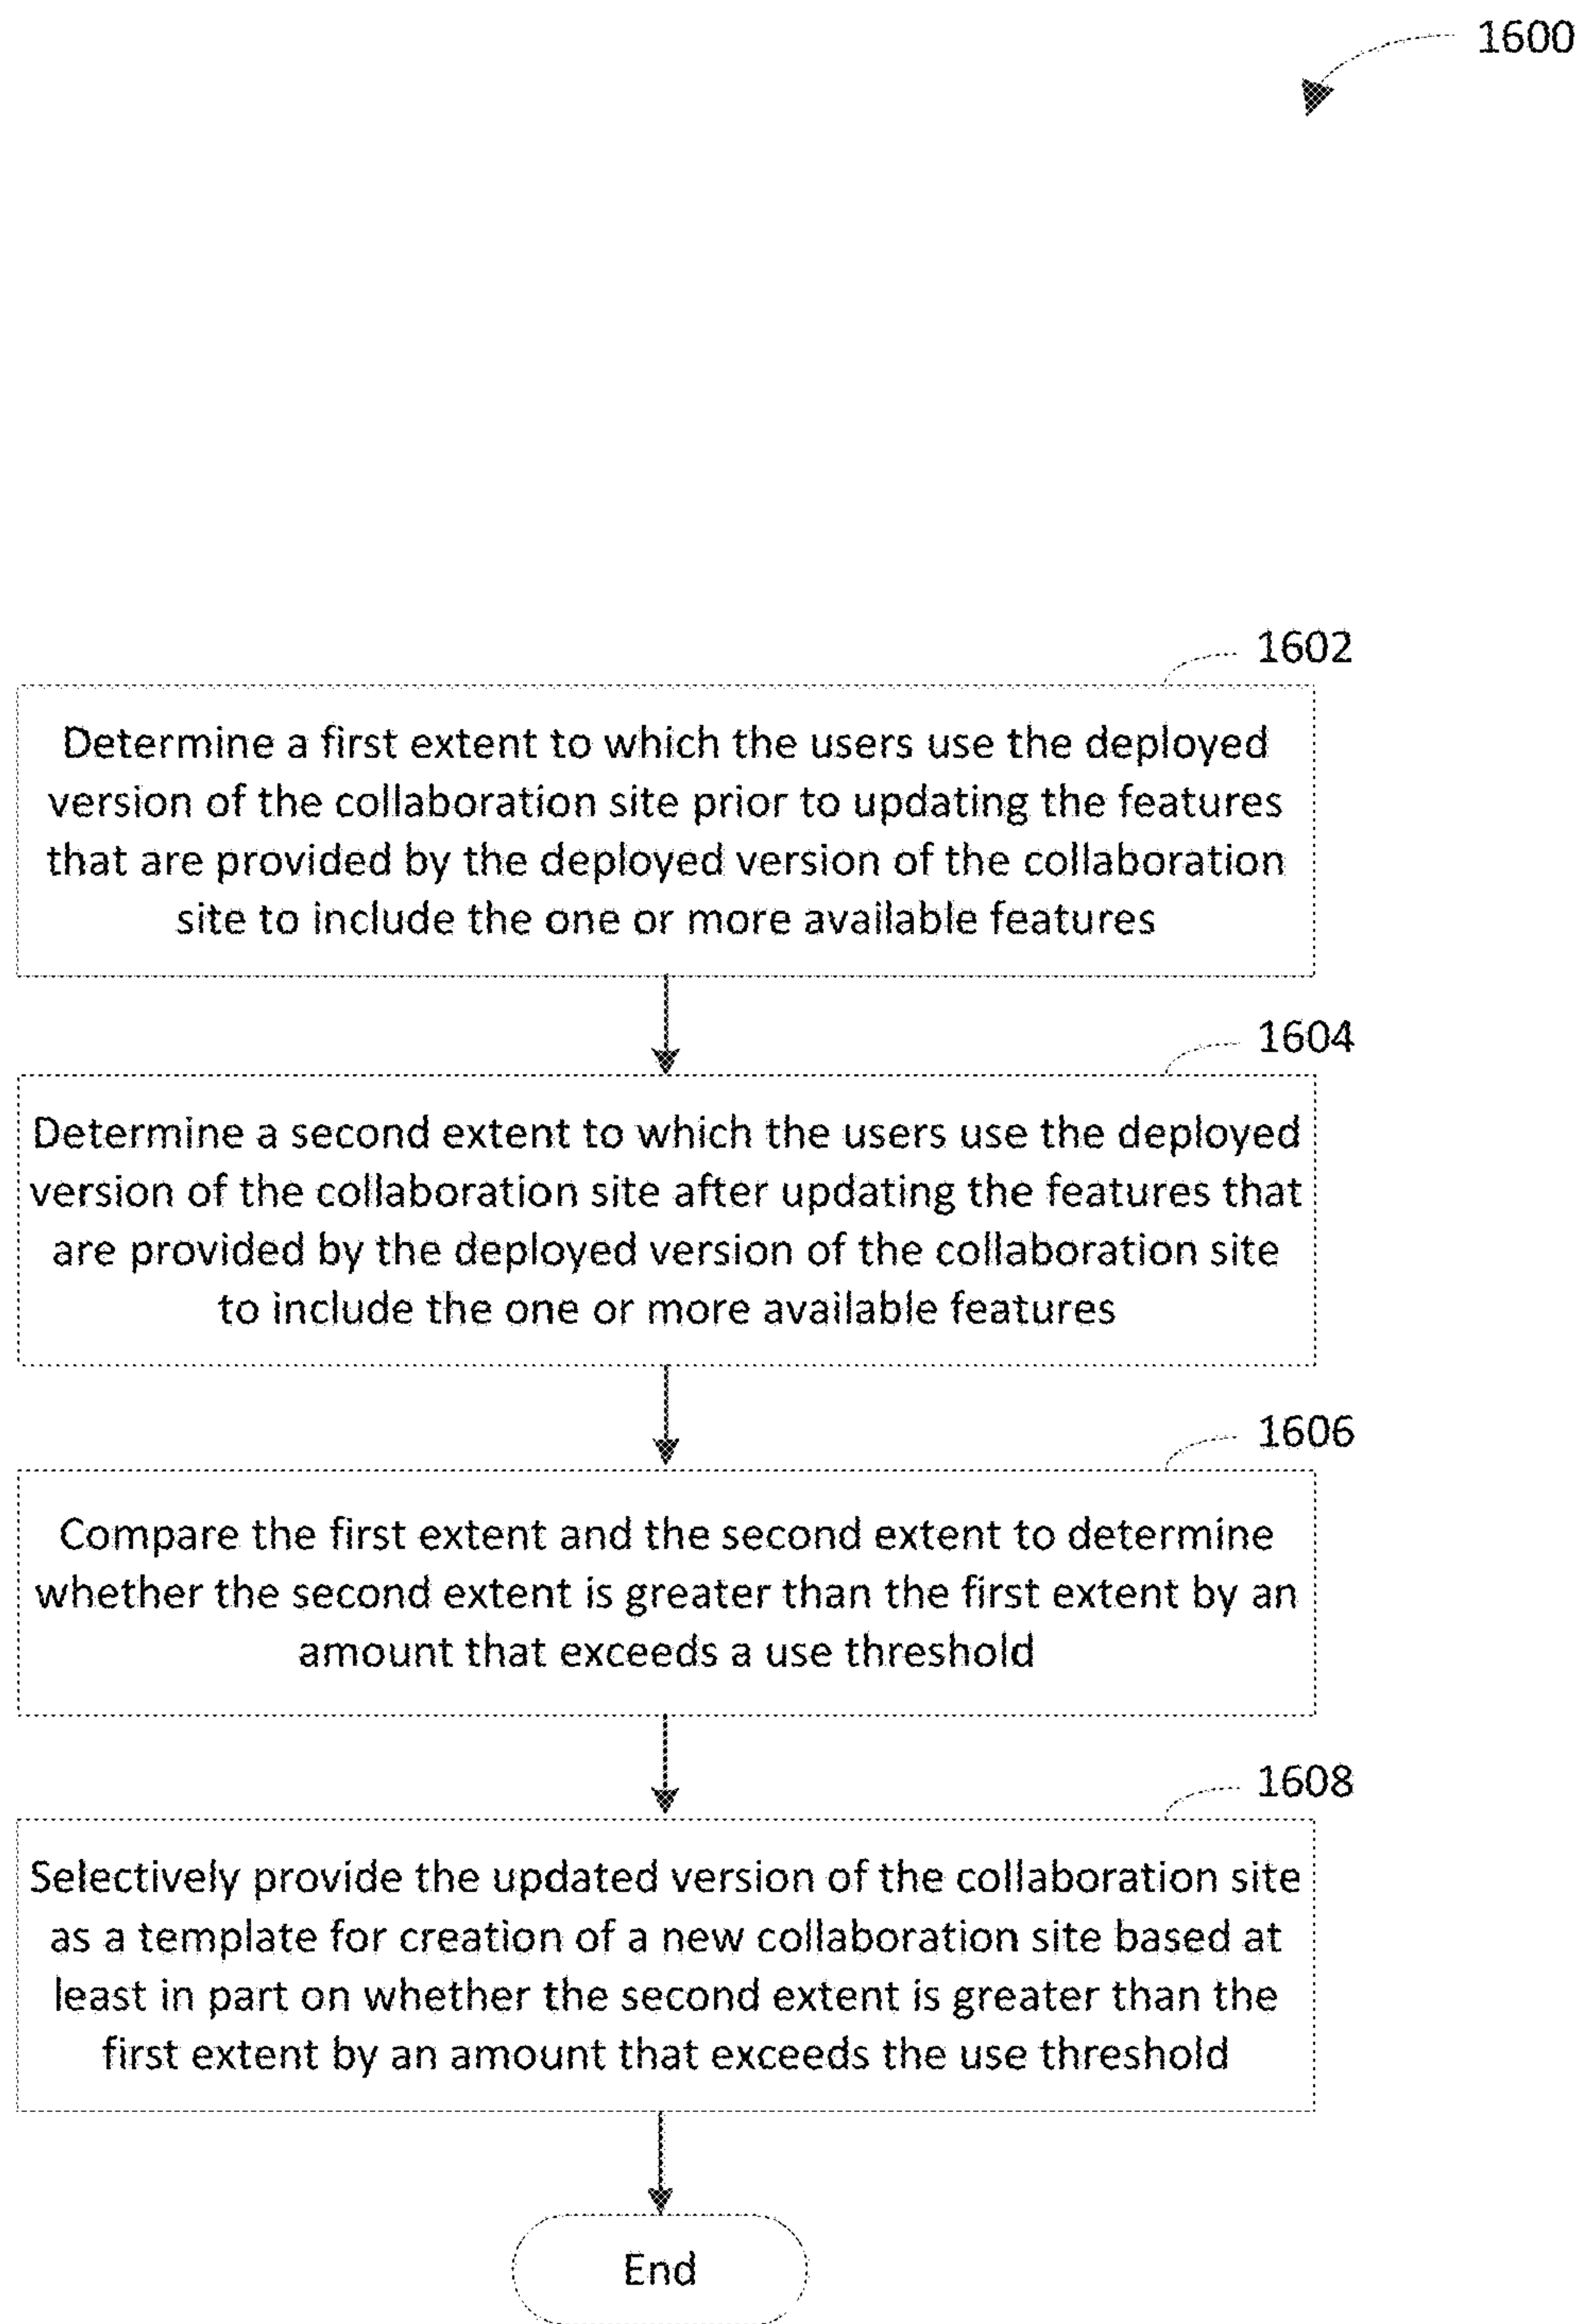 1600
1602
Determine a first extent to which the users use the deployed
version of the collaboration site prior to updating the features
that are provided by the deployed version of the collaboration
site to include the one or more available features
1604
Determine a second extent to which the users use the deployed
version of the collaboration site after updating the features that
are provided by the deployed version of the collaboration site
to include the one or more available features
1606
Compare the first extent and the second extent to determine
whether the second extent is greater than the first extent by an
amount that exceeds a use threshold
1608
Selectively provide the updated version of the collaboration site
as a template for creation of a new collaboration site based at
least in part on whether the second extent is greater than the
first extent by an amount that exceeds the use threshold
End